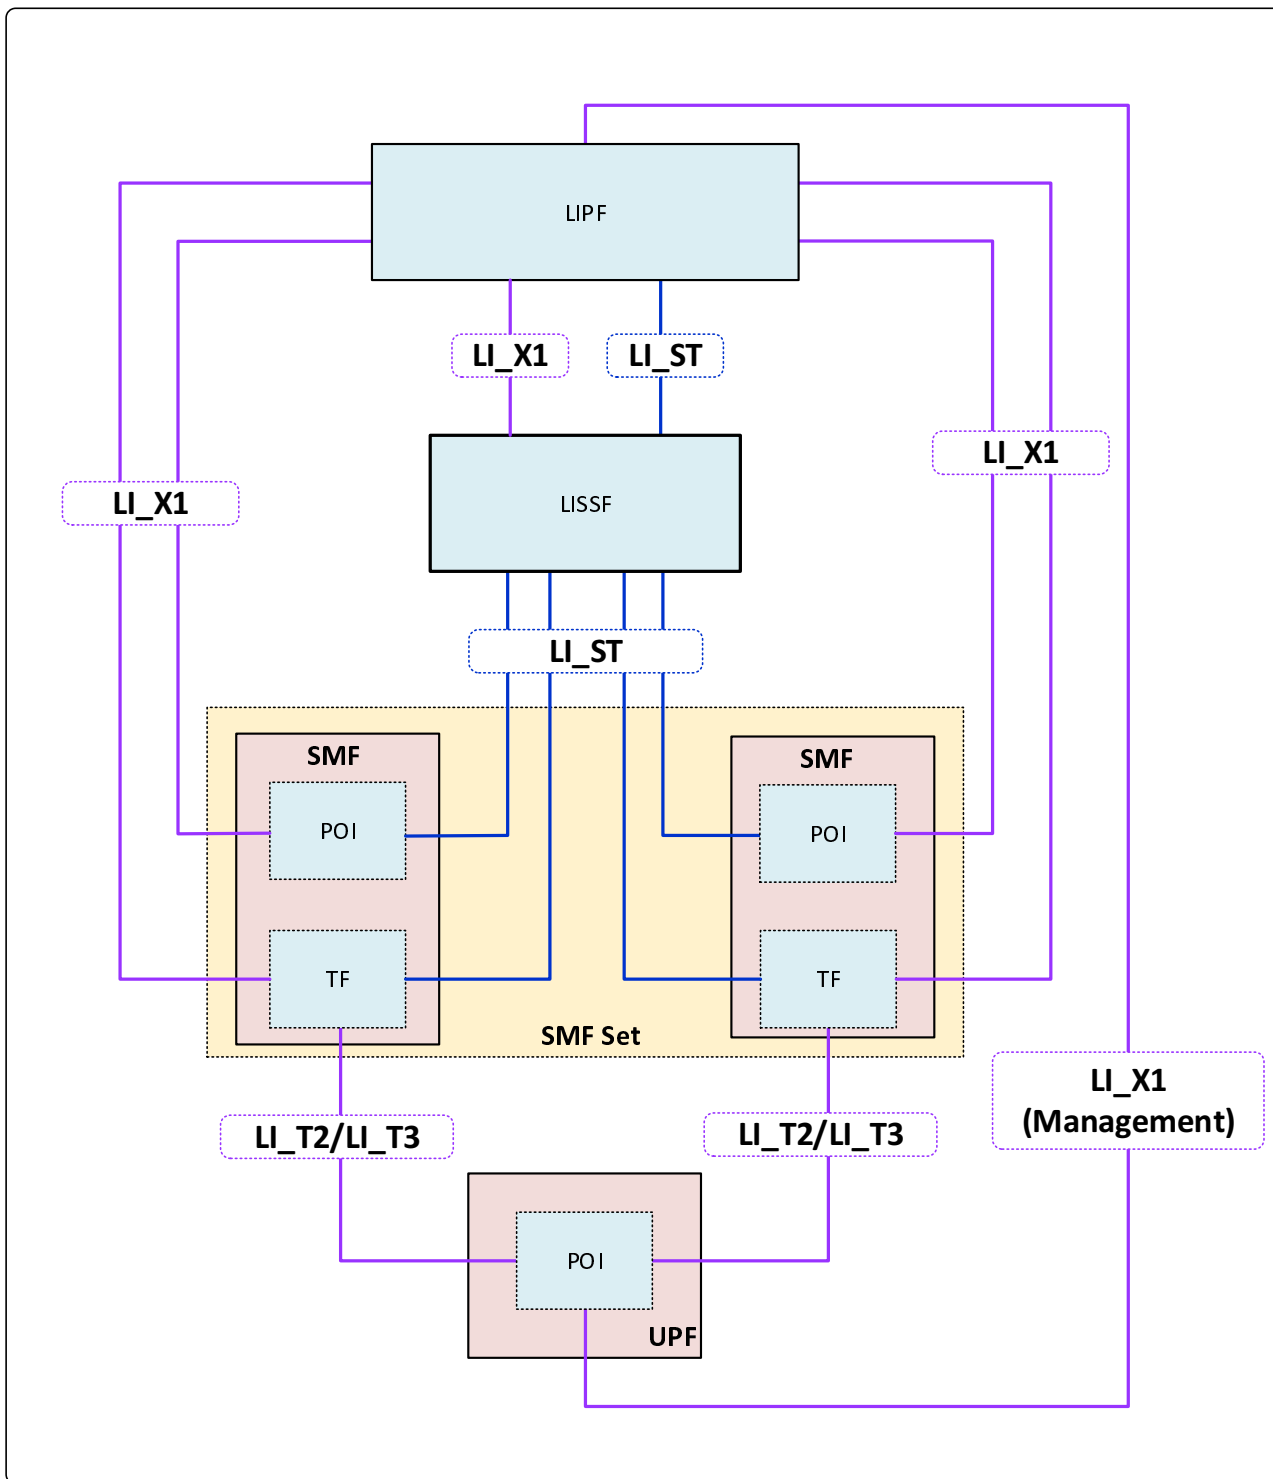 LIPF
LI_X1
LI_ST
LI_X1
LISSF
LI_X1
LI_ST
SMF
SMF
POI
POI
TF
TF
SMF Set
LI_X1
(Management)
LI_T2/LI_T3
LI_T2/LI_T3
POI
UPF